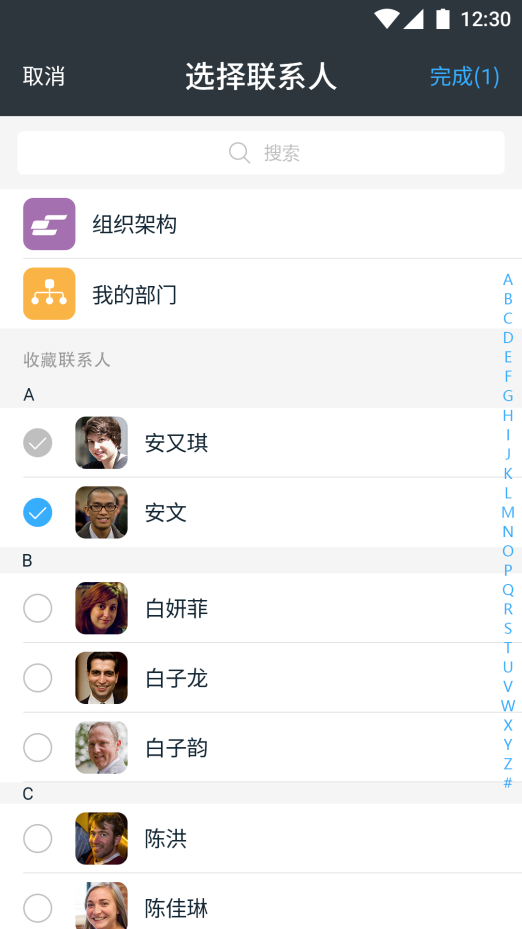 12:30
取消
选择联系人
完成(1)
搜索
组织架构
我的部门
收藏联系人
A
安又琪
安文
B
白妍菲
白子龙
白子韵
C
陈洪
陈佳琳
A
B
C
D
E
F
G
H
I
J
K
L
M
N
O
P
Q
R
S
T
U
V
W
X
Y
Z
#